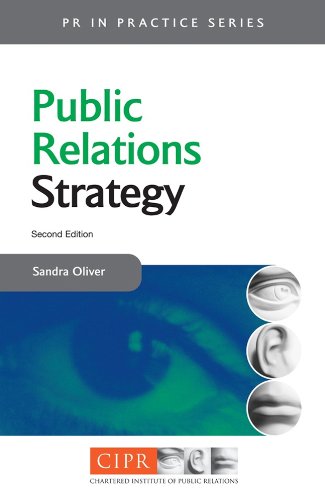 PR IN PRACTICE SERIES
Public
Relations
Strategy
Second Edition
Sandra Oliver
CIPR
CHARTERED INSTITUTE OF PUBLIC RELATIONS